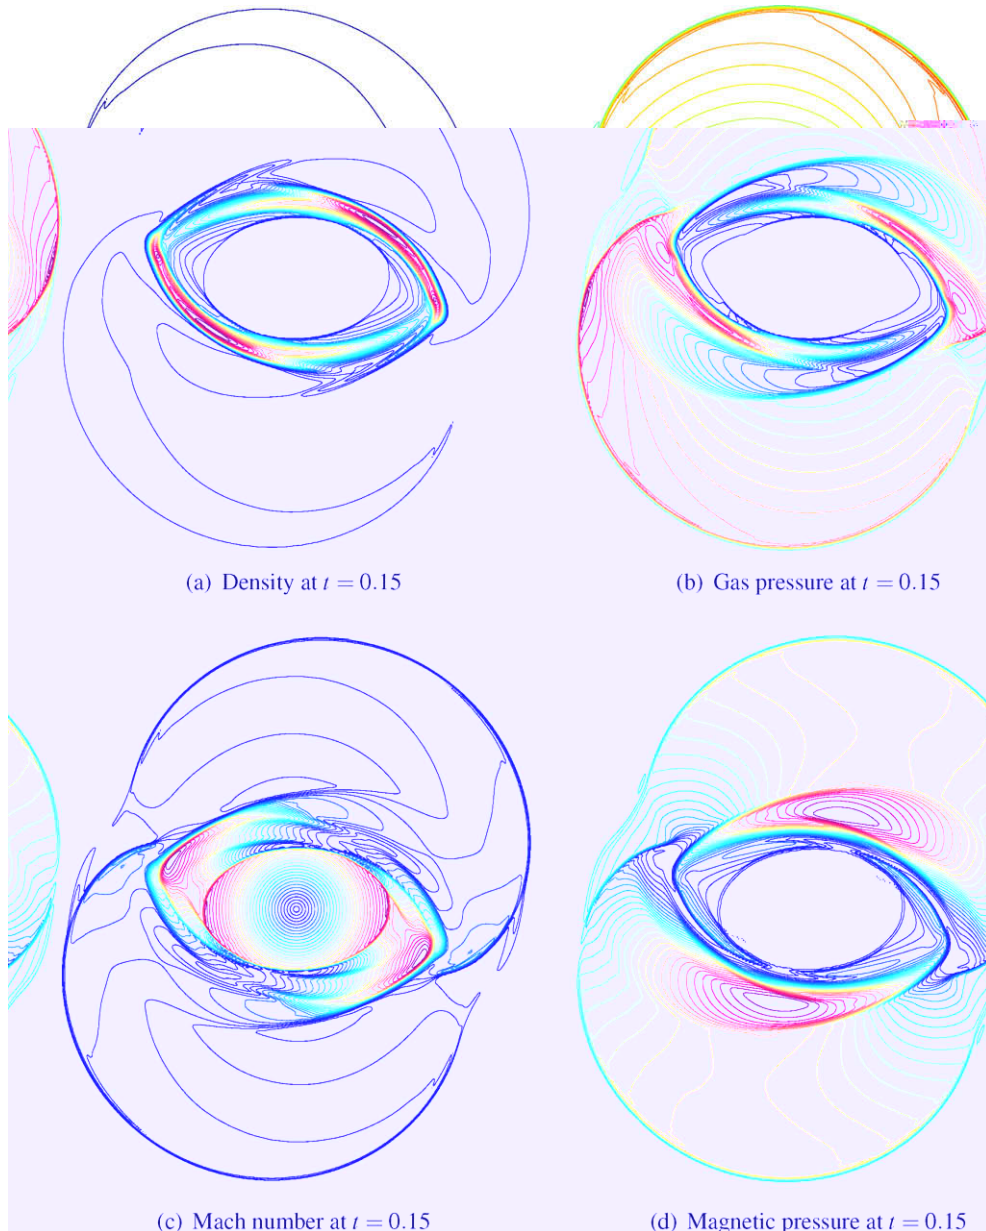 (a) Density at t = 0.15
(b) Gas pressure at t = 0.15
(c) Mach number at t = 0.15
(d) Magnetic pressure at t = 0.15